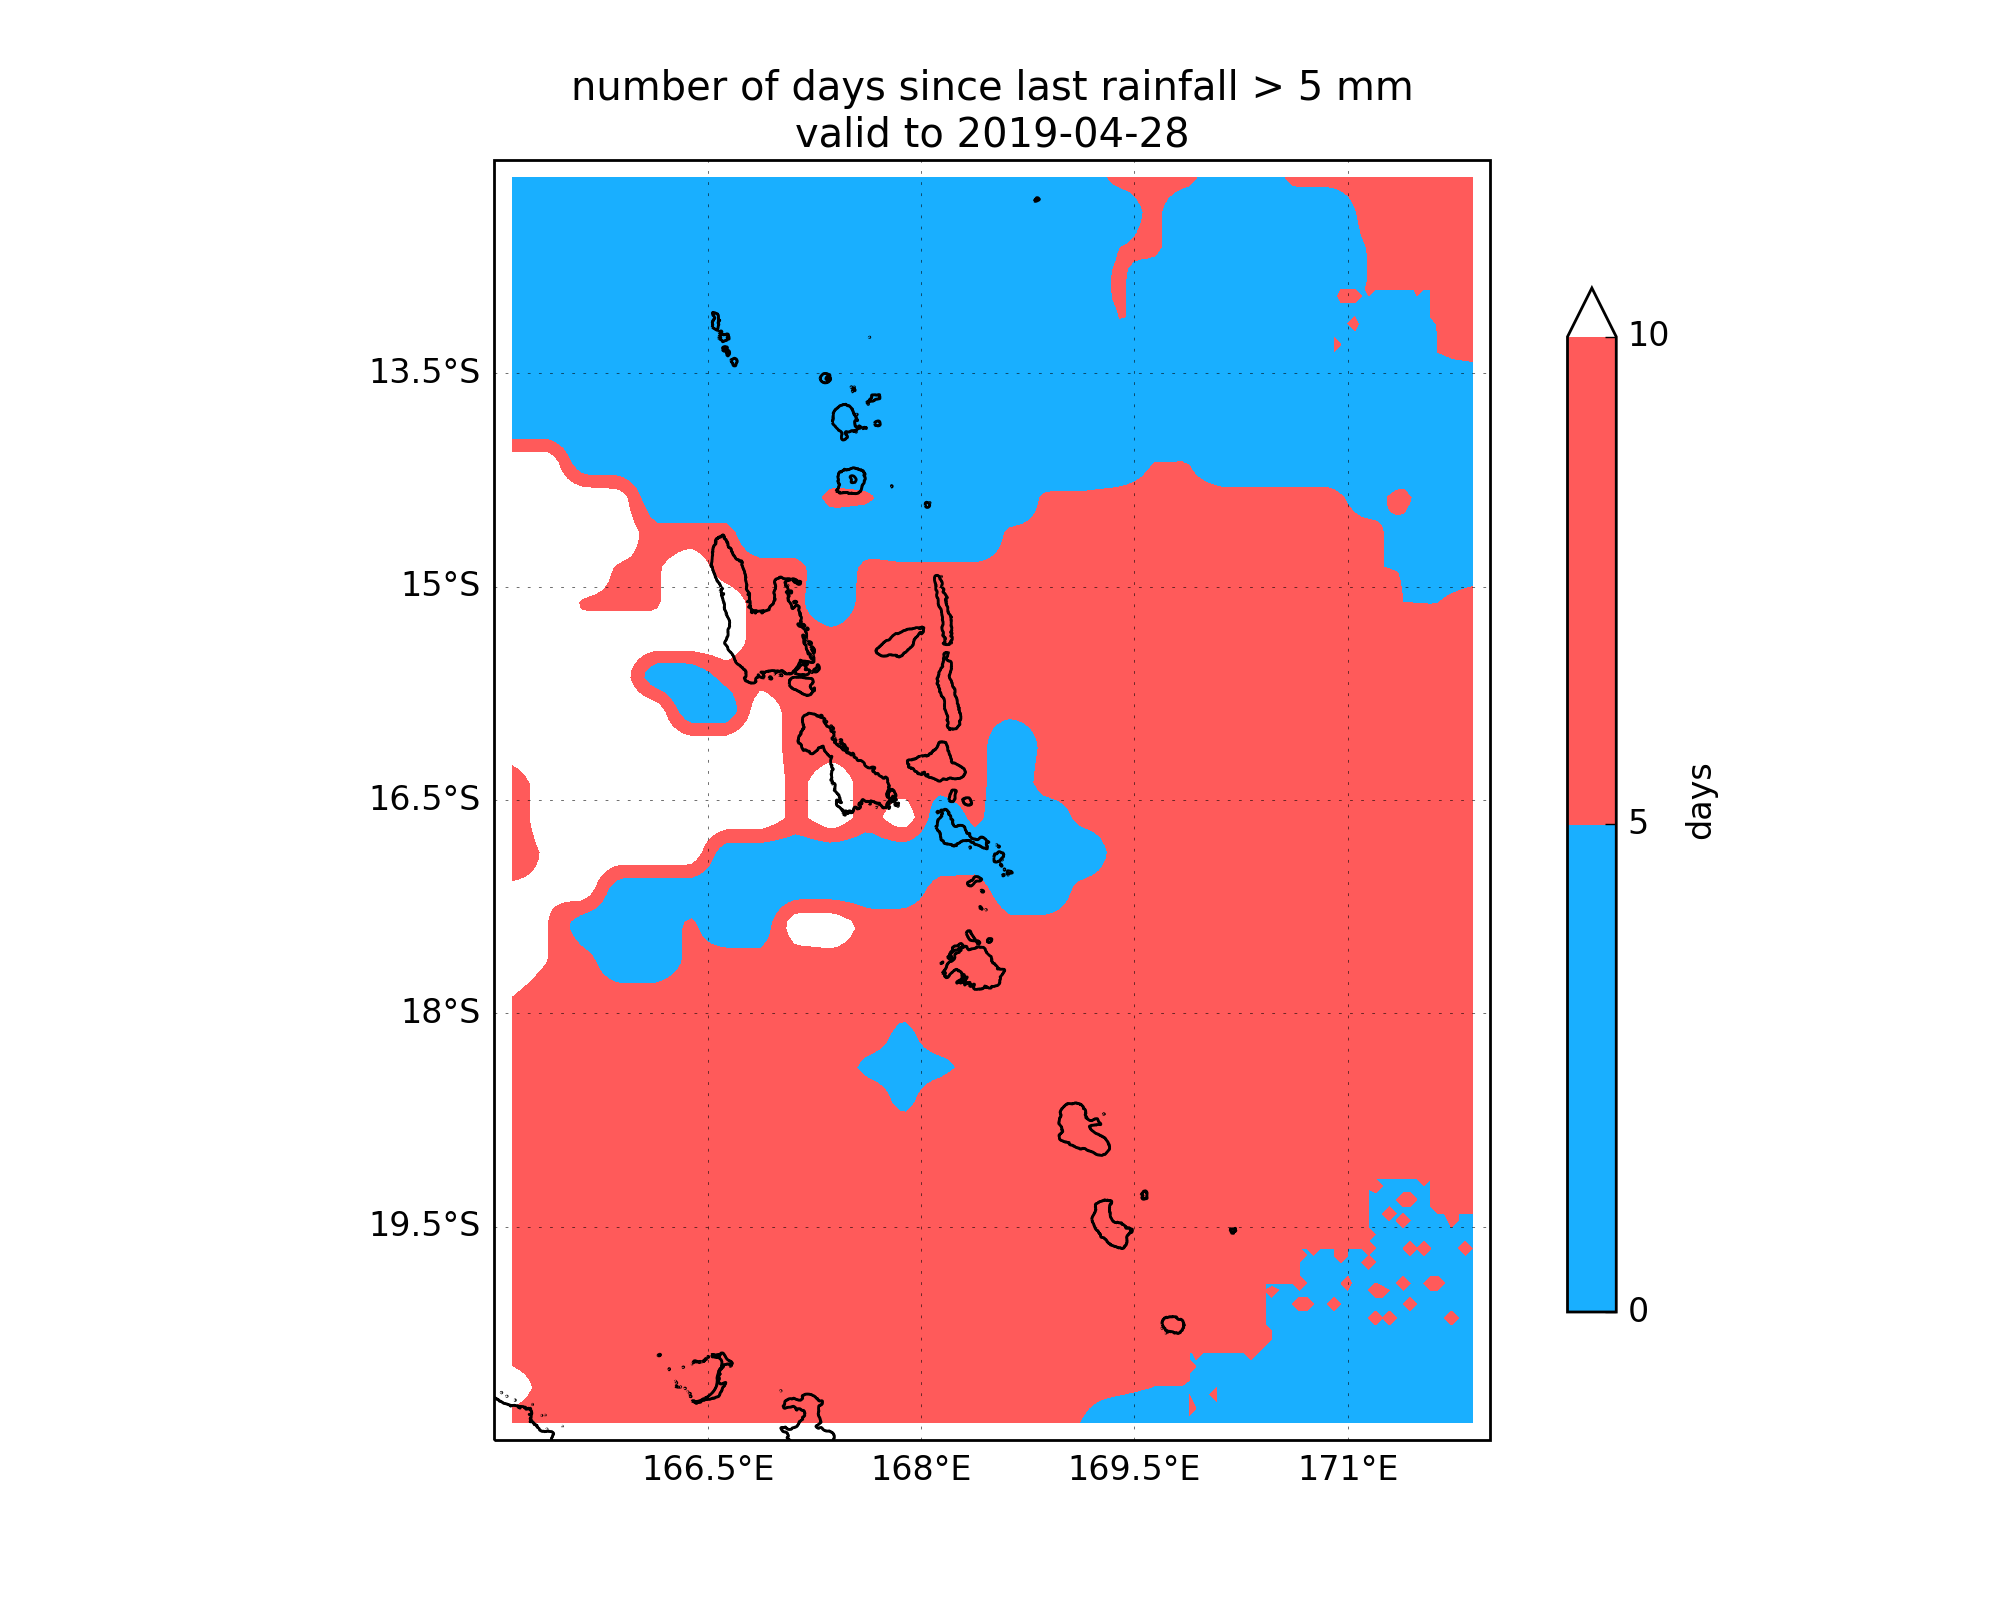 number of days since last rainfall > 5 mm
valid to 2019-04-28
13.5°S
15°S
16.5°S
18°S
19.5°S
166.5°E
168°E
169.5°E
171°E
10
5
0
days